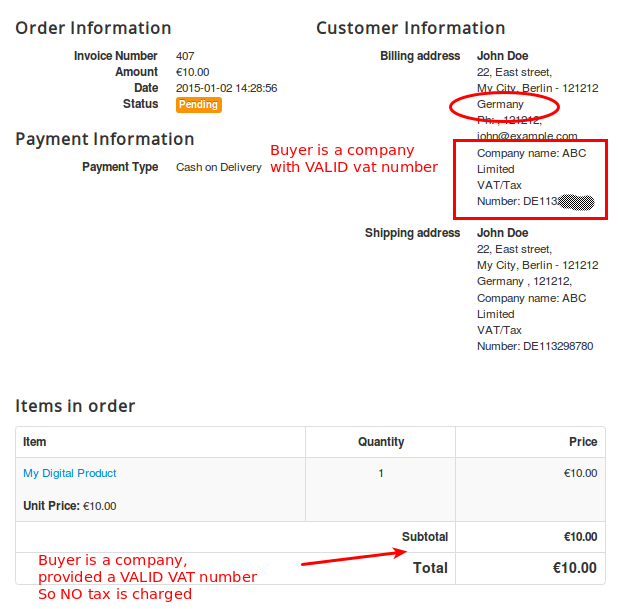 Order Information
Invoice Number 407
Amount €10.00
Date 2015-01-02 14:28:56
Status Pending
Payment Information
Payment Type Cash on Delivery
Customer Information
Billing address John Doe
22, East street,
My City, Berlin - 121212
Germany
Ph: , 121212,
john@example.com
Company name: ABC
Limited
VAT/Tax
Number: DE113
Buyer is a company
with VALID vat number
Shipping address John Doe
22, East street,
My City, Berlin - 121212
Germany , 121212,
Company name: ABC
Limited
VAT/Tax
Number: DE113298780
Items in order
Item Quantity Price
My Digital Product 1 €10.00
Unit Price: €10.00
Subtotal €10.00
Total €10.00
Buyer is a company,
provided a VALID VAT number
So NO tax is charged